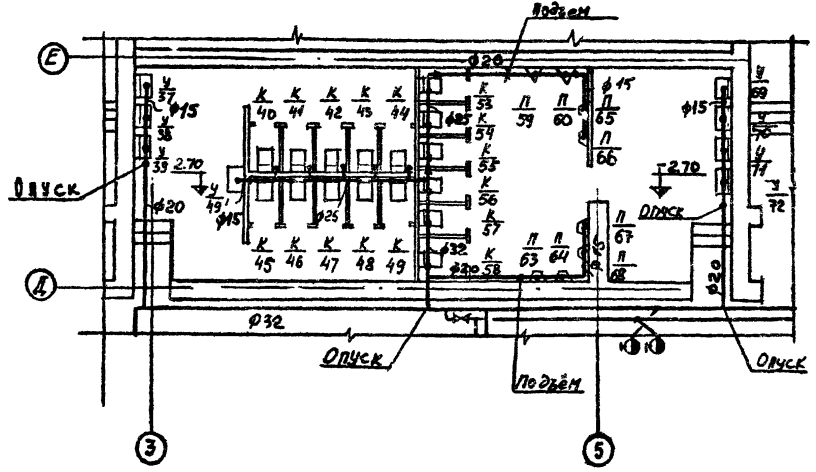 Подъем
Е
ф20
У
37
ф15
У
38
У
39
2.70
Опуск
ф20
К
40
К
41
К
42
К
43
К
44
У
49'
ф15
ф25
К
45
К
46
К
47
К
48
К
49
К
53
ф25
К
54
К
55
К
56
К
57
ф32
К
58
ф20
П
59
П
60
ф15
П
65
П
66
П
63
П
64
ф15
П
67
П
68
У
69
ф15
У
70
У
71
У
72
2.70
Опуск
ф20
Д
ф32
Опуск
Подъём
Опуск
3
5